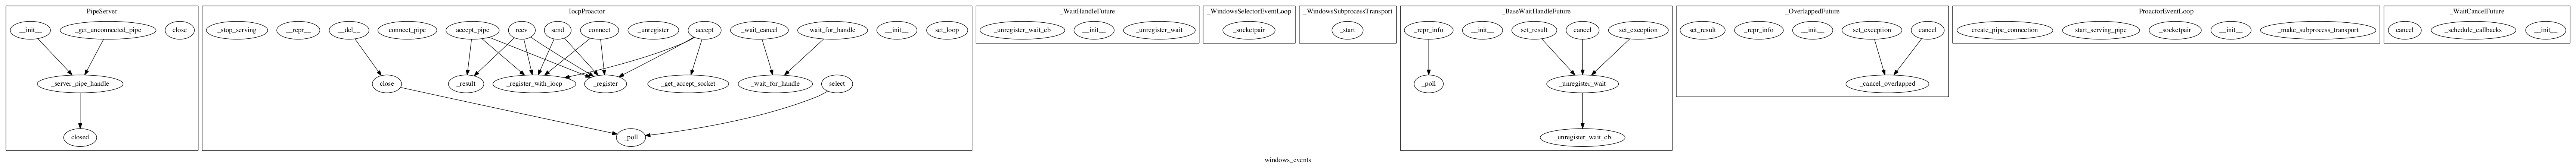 PipeServer
__init__
_get_unconnected_pipe
close
_server_pipe_handle
closed
IocpProactor
_stop_serving
__repr__
__del__
connect_pipe
accept_pipe
recv
send
connect
_unregister
accept
_wait_cancel
wait_for_handle
__init__
set_loop
close
_result
_register_with_iocp
_register
_get_accept_socket
_wait_for_handle
select
_poll
_WaitHandleFuture
_unregister_wait_cb
__init__
_unregister_wait
_WindowsSelectorEventLoop
_socketpair
_WindowsSubprocessTransport
_start
_BaseWaitHandleFuture
_repr_info
__init__
set_result
cancel
set_exception
_poll
_unregister_wait
_unregister_wait_cb
_OverlappedFuture
set_result
_repr_info
__init__
set_exception
cancel
_cancel_overlapped
ProactorEventLoop
create_pipe_connection
start_serving_pipe
_socketpair
__init__
_make_subprocess_transport
_WaitCancelFuture
cancel
_schedule_callbacks
__init__
windows_events